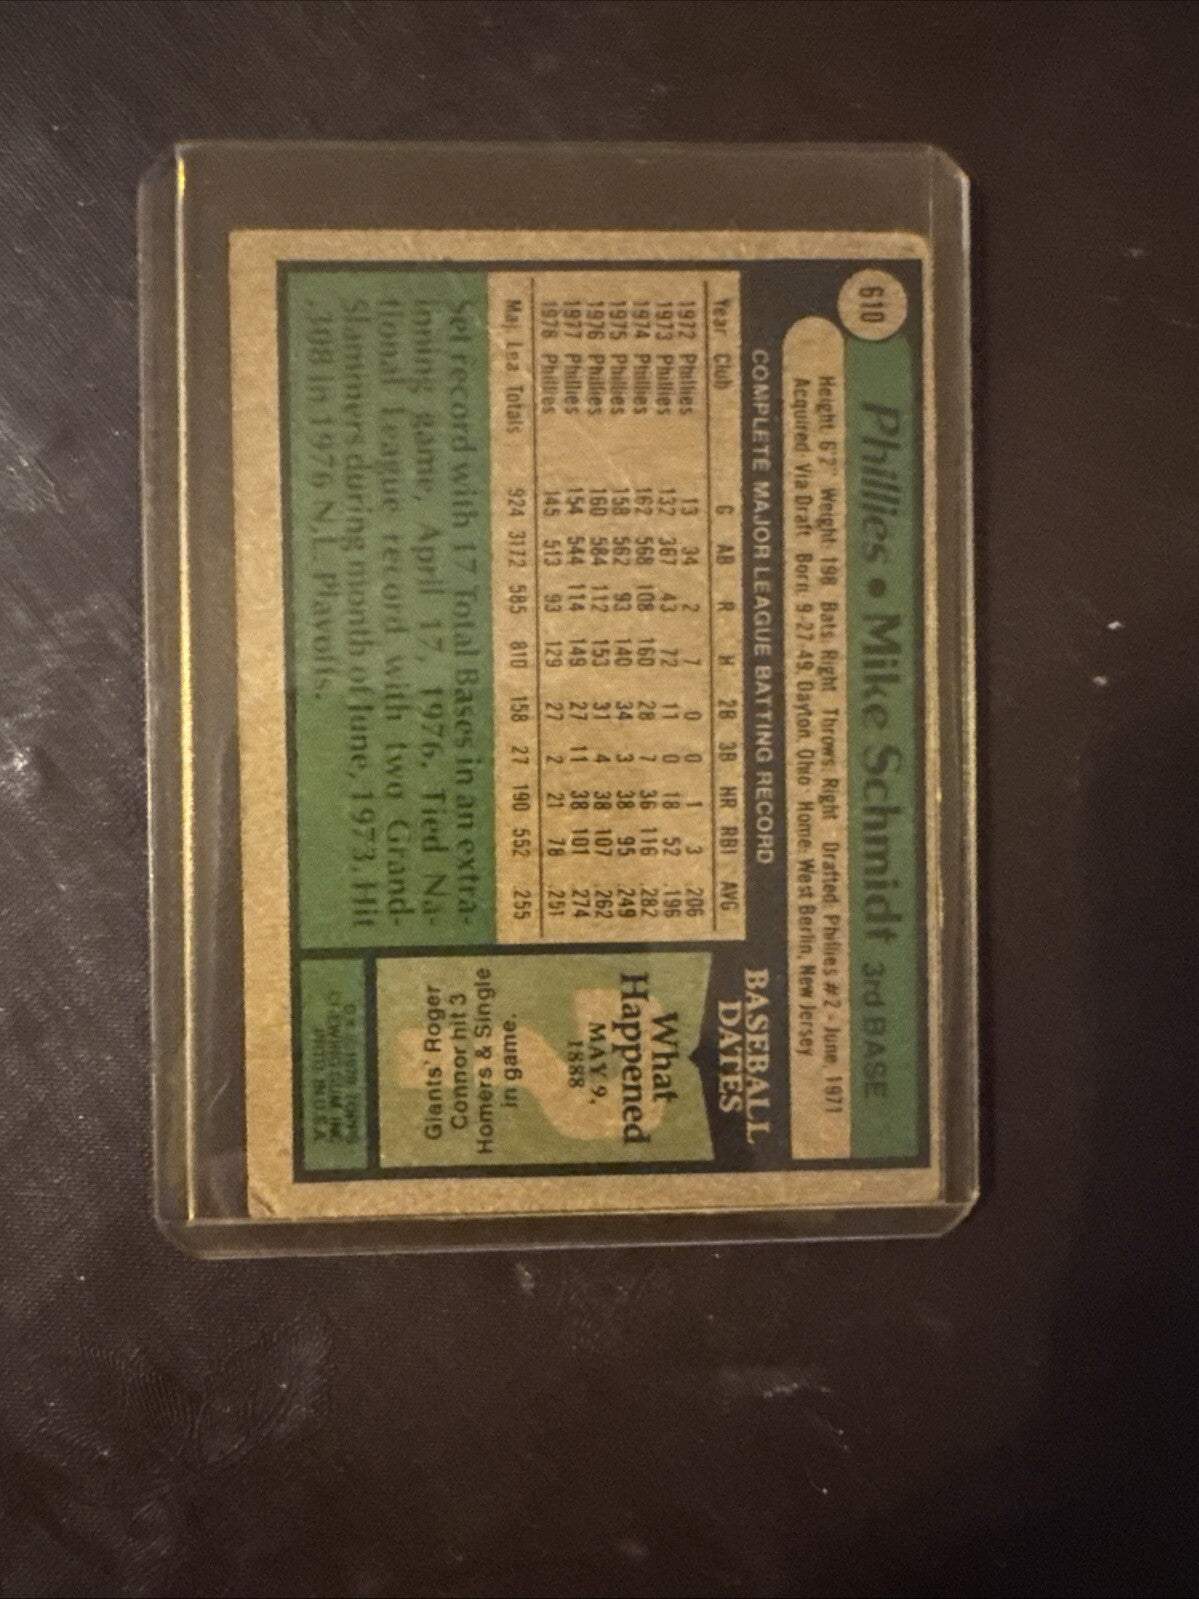 610
Phillies • Mike Schmidt 3rd BASE
Height: 6'2" Weight: 198 Bats: Right Throws: Right Drafted: Phillies #2 - June, 1971
Acquired: Via Draft Born: 9-27-49, Dayton, Ohio Home: West Berlin, New Jersey
COMPLETE MAJOR LEAGUE BATTING RECORD
Year Club G AB R H 2B 3B HR RBI AVG
1972 Phillies 13 34 2 7 0 0 1 3 .206
1973 Phillies 132 367 43 72 11 0 18 52 .196
1974 Phillies 162 568 108 160 28 7 36 116 .282
1975 Phillies 158 562 93 140 34 3 38 95 .249
1976 Phillies 160 584 112 153 31 4 38 107 .262
1977 Phillies 154 544 114 149 27 11 38 101 .274
1978 Phillies 145 513 93 129 27 2 21 78 .251
Maj. Lea. Totals 924 3172 585 810 158 27 190 552 .255
Set record with 17 Total Bases in an extra-
inning game, April 17, 1976. Tied Na-
tional League record with two Grand-
Slammers during month of June, 1973. Hit
.308 in 1976 N.L. Playoffs.
BASEBALL
DATES
What
Happened
MAY 9,
1888
Giants' Roger
Connor hit 3
Homers & Single
in game.
© 1979 TOPPS
CHEWING GUM, INC.
PRTD. IN U.S.A.